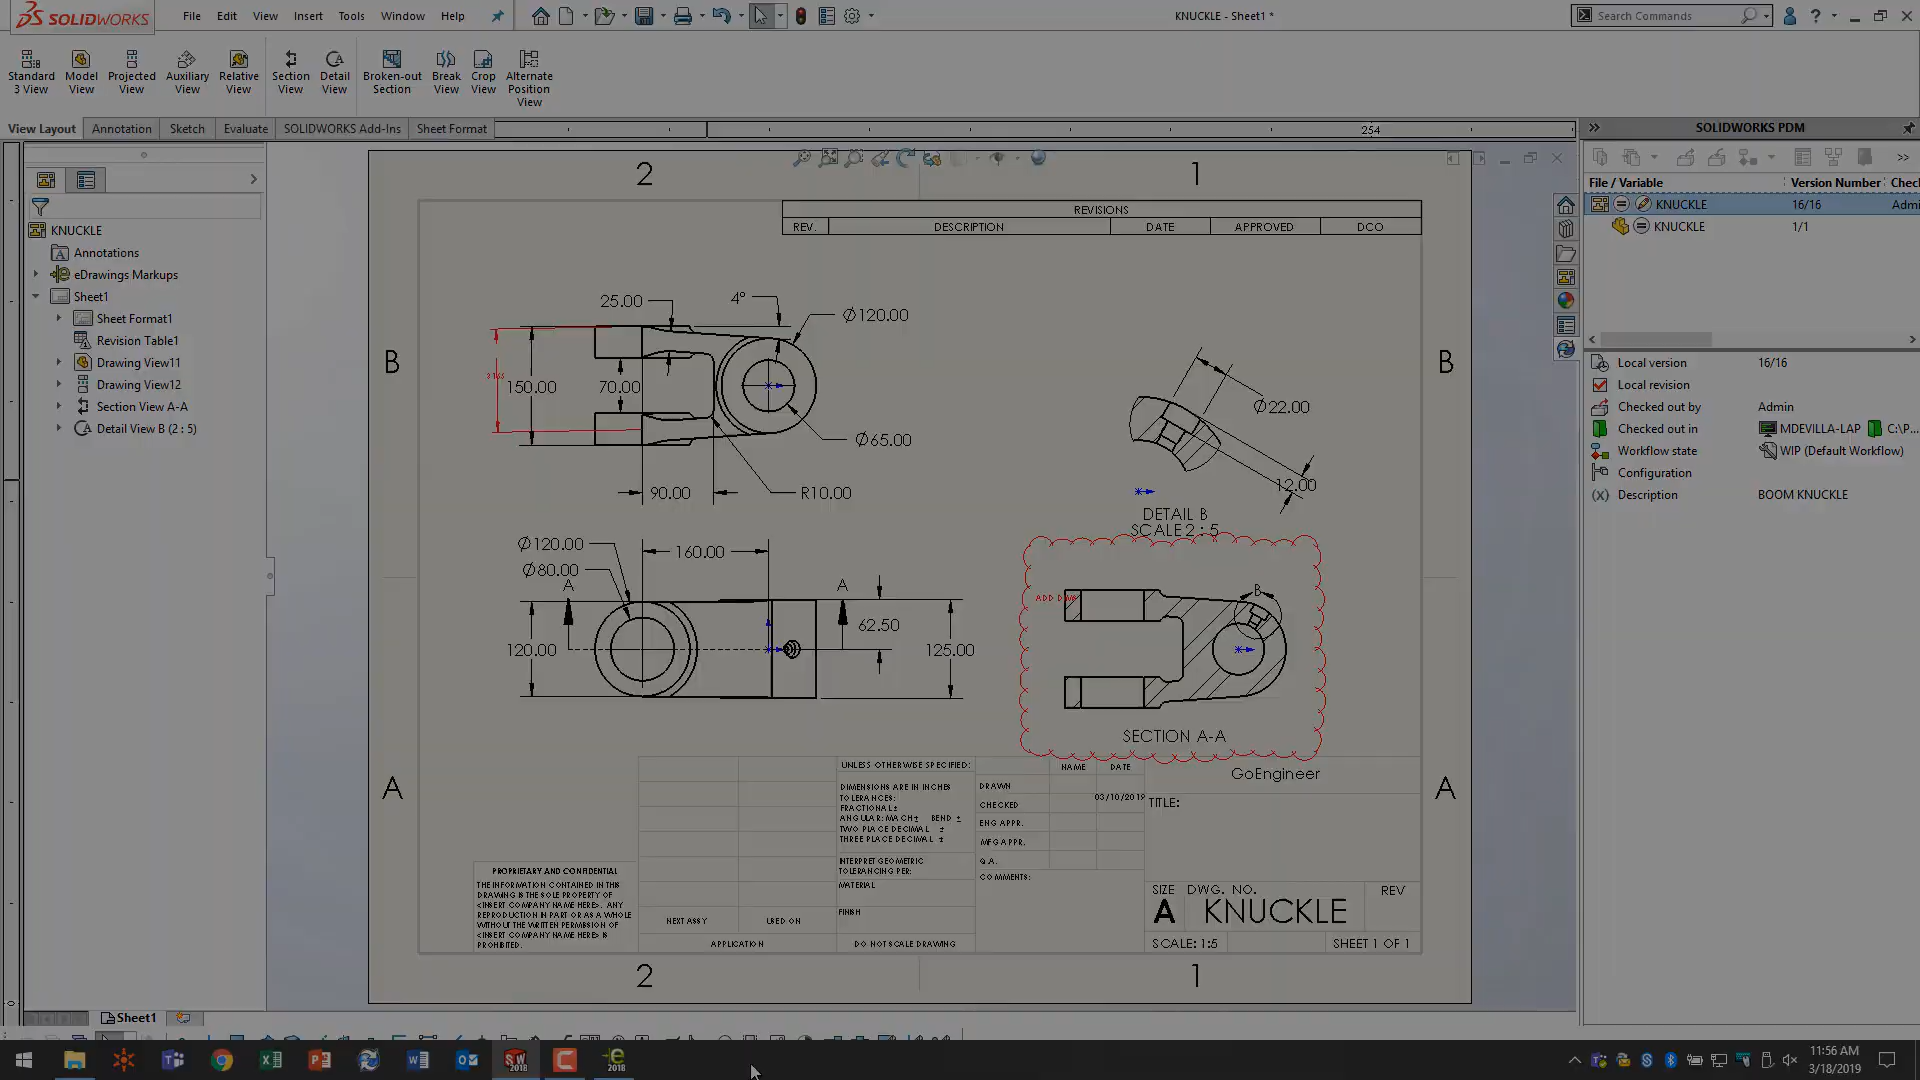 SOLIDWORKS File Edit View Insert Tools Window Help KNUCKLE - Sheet1 * Search Commands
Standard 3 View
Model View
Projected View
Auxiliary View
Relative View
Section View
Detail View
Broken-out Section
Break View
Crop View
Alternate Position View
View Layout Annotation Sketch Evaluate SOLIDWORKS Add-Ins Sheet Format
254
SOLIDWORKS PDM
File / Variable Version Number Chec
KNUCKLE 16/16 Admi
KNUCKLE 1/1
Local version 16/16
Local revision
Checked out by Admin
Checked out in MDEVILLA-LAP C:\P...
Workflow state WIP (Default Workflow)
Configuration
Description BOOM KNUCKLE
KNUCKLE
Annotations
eDrawings Markups
Sheet1
Sheet Format1
Revision Table1
Drawing View11
Drawing View12
Section View A-A
Detail View B (2 : 5)
2 1
REVISIONS
REV. DESCRIPTION DATE APPROVED DCO
B B
25.00 4° Ø120.00
150.00 70.00
Ø65.00
90.00 R10.00
Ø22.00
12.00
DETAIL B
SCALE 2 : 5
Ø120.00
Ø80.00
160.00
A A
62.50
120.00 125.00
B
SECTION A-A
A A
UNLESS OTHERWISE SPECIFIED:
DIMENSIONS ARE IN INCHES
TOLERANCES:
FRACTIONAL±
ANGULAR: MACH± BEND ±
TWO PLACE DECIMAL ±
THREE PLACE DECIMAL ±
INTERPRET GEOMETRIC
TOLERANCING PER:
MATERIAL
FINISH
DO NOT SCALE DRAWING
NAME DATE
DRAWN
CHECKED 03/10/2019
ENG APPR.
MFG APPR.
Q.A.
COMMENTS:
GoEngineer
TITLE:
SIZE DWG. NO. REV
A KNUCKLE
SCALE: 1:5 SHEET 1 OF 1
PROPRIETARY AND CONFIDENTIAL
THE INFORMATION CONTAINED IN THIS
DRAWING IS THE SOLE PROPERTY OF
<INSERT COMPANY NAME HERE>. ANY
REPRODUCTION IN PART OR AS A WHOLE
WITHOUT THE WRITTEN PERMISSION OF
<INSERT COMPANY NAME HERE> IS
PROHIBITED.
NEXT ASSY USED ON
APPLICATION
2 1
Sheet1
SW 2018
e 2018
11:56 AM
3/18/2019